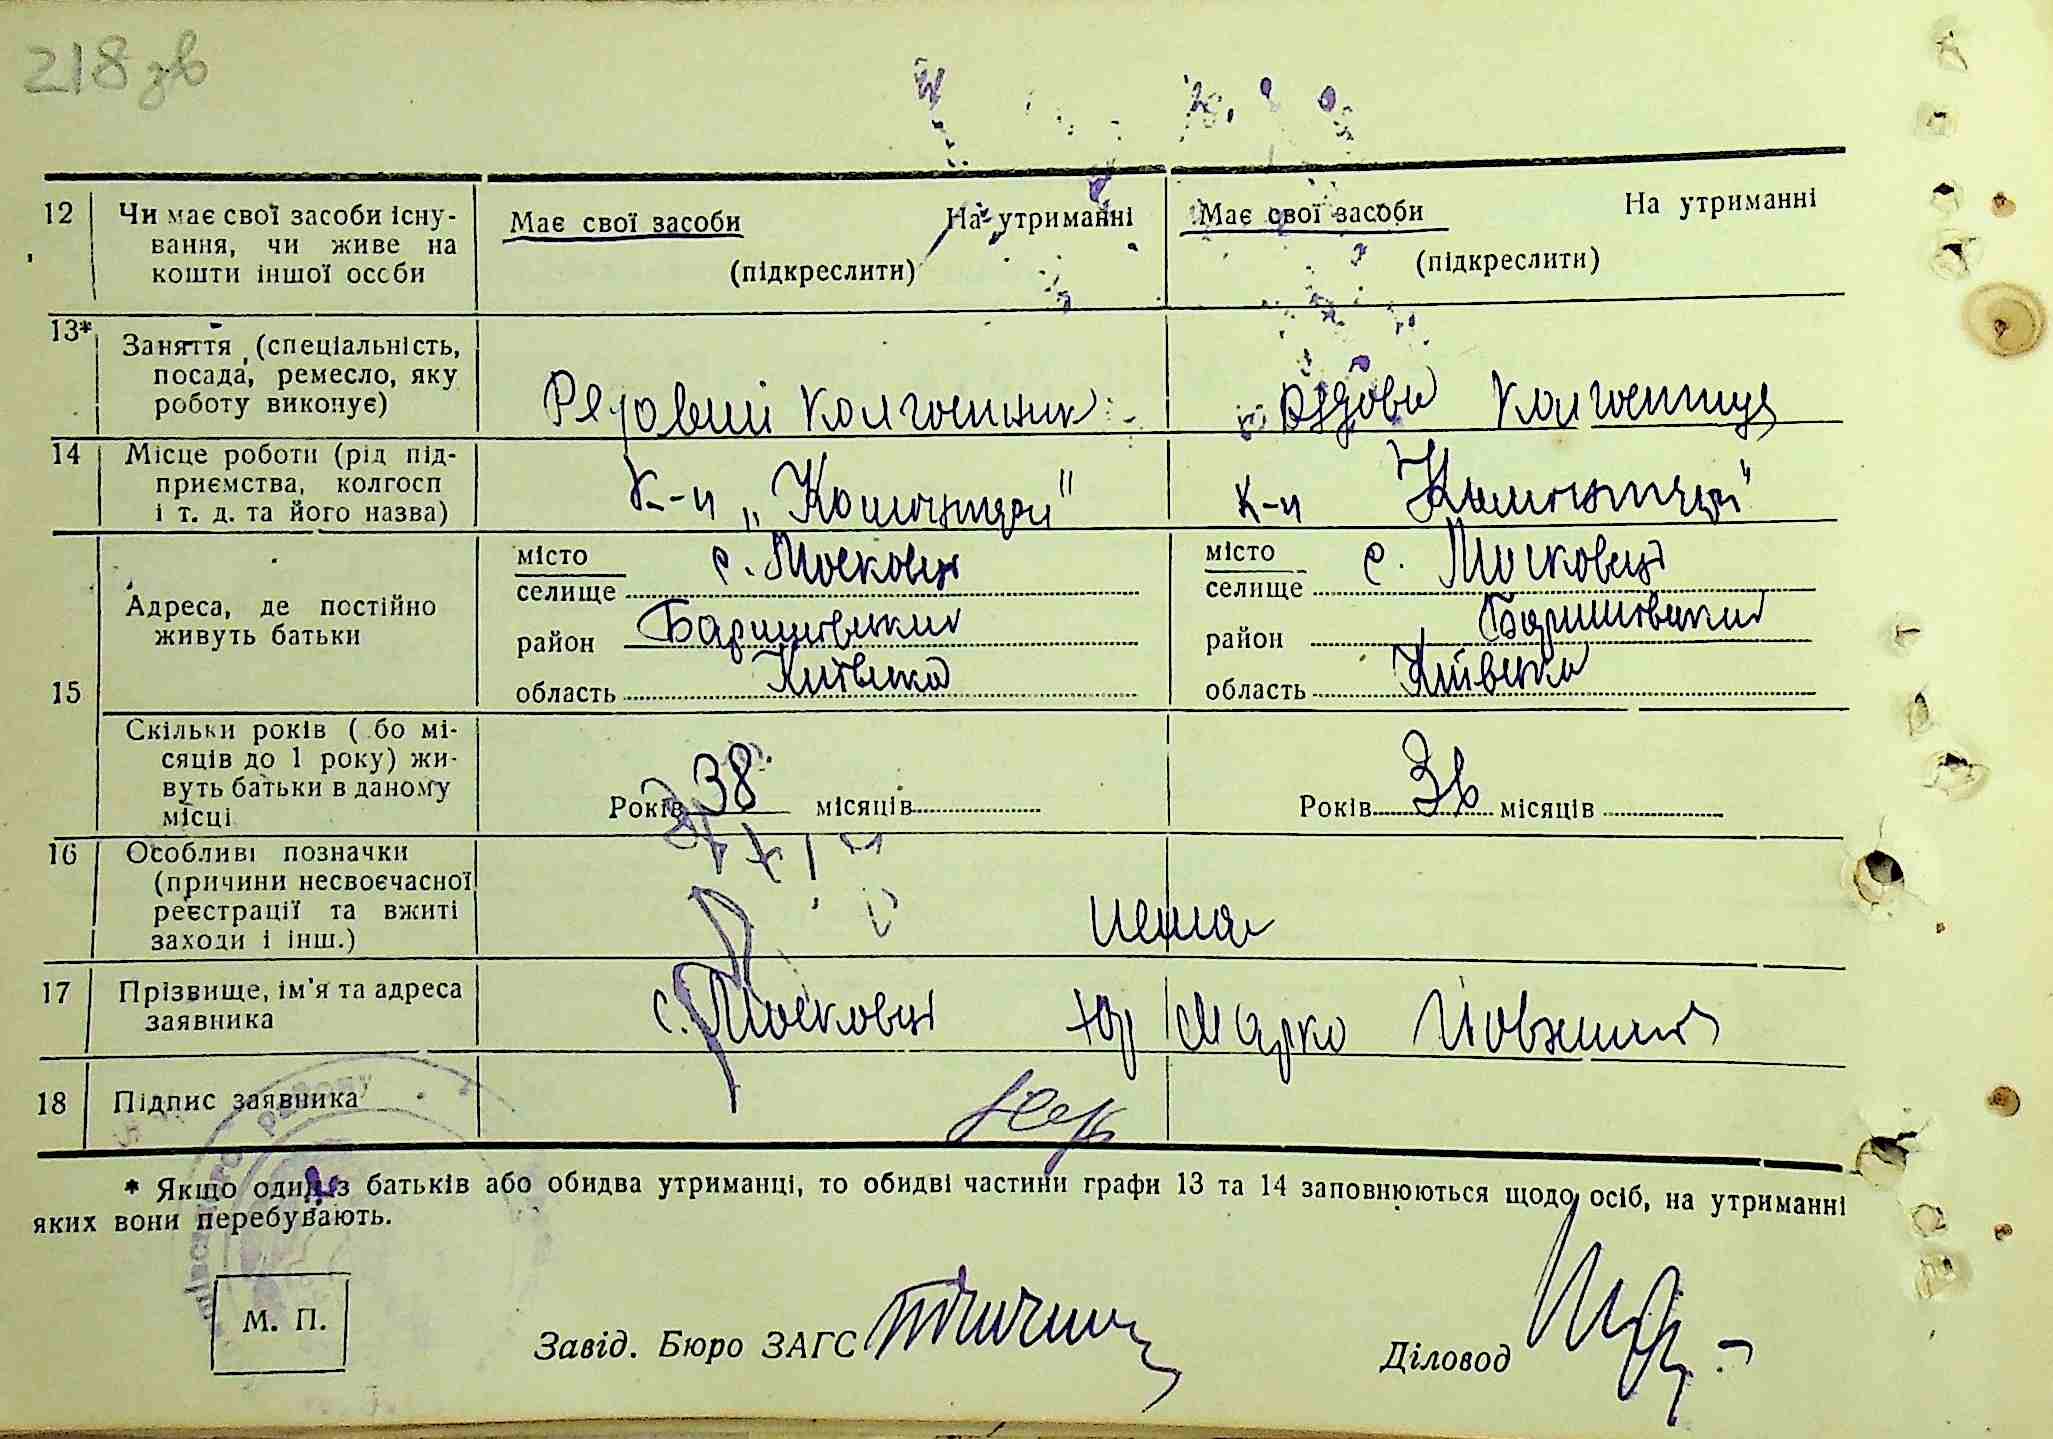 218 зв
12 Чи має свої засоби існу- Має свої засоби На утриманні Має свої засоби На утриманні
вання, чи живе на (підкреслити) (підкреслити)
кошти іншої особи
13* Заняття (спеціальність,
посада, ремесло, яку Рядовий колгоспник рядова колгоспниця
роботу виконує)
14 Місце роботи (рід під-
приємства, колгосп к-п к-п
і т. д. та його назва)
15 Адреса, де постійно місто с. Московці місто с. Московці
живуть батьки селище селище
район Баришівський район Баришівський
область Київська область Київська
Скільки років ( бо мі-
сяців до 1 року) жи-
вуть батьки в даному Років 38 місяців Років 36 місяців
місці
16 Особливі позначки
(причини несвоєчасної
реєстрації та вжиті нема
заходи і інш.)
17 Прізвище, ім'я та адреса с. Московці Марко
заявника
18 Підпис заявника
* Якщо один із батьків або обидва утриманці, то обидві частини графи 13 та 14 заповнюються щодо осіб, на утриманні
яких вони перебувають.
М. П.
Завід. Бюро ЗАГС Діловод